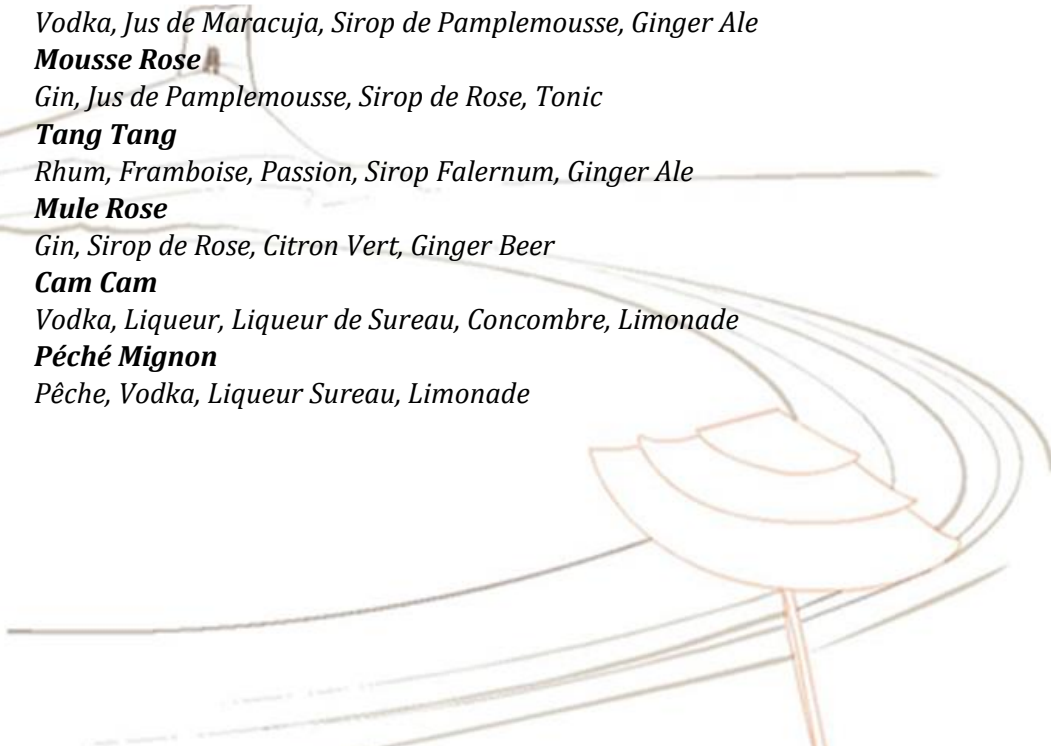 Vodka, Jus de Maracuja, Sirop de Pamplemousse, Ginger Ale
Mousse Rose
Gin, Jus de Pamplemousse, Sirop de Rose, Tonic
Tang Tang
Rhum, Framboise, Passion, Sirop Falernum, Ginger Ale
Mule Rose
Gin, Sirop de Rose, Citron Vert, Ginger Beer
Cam Cam
Vodka, Liqueur, Liqueur de Sureau, Concombre, Limonade
Péché Mignon
Pêche, Vodka, Liqueur Sureau, Limonade